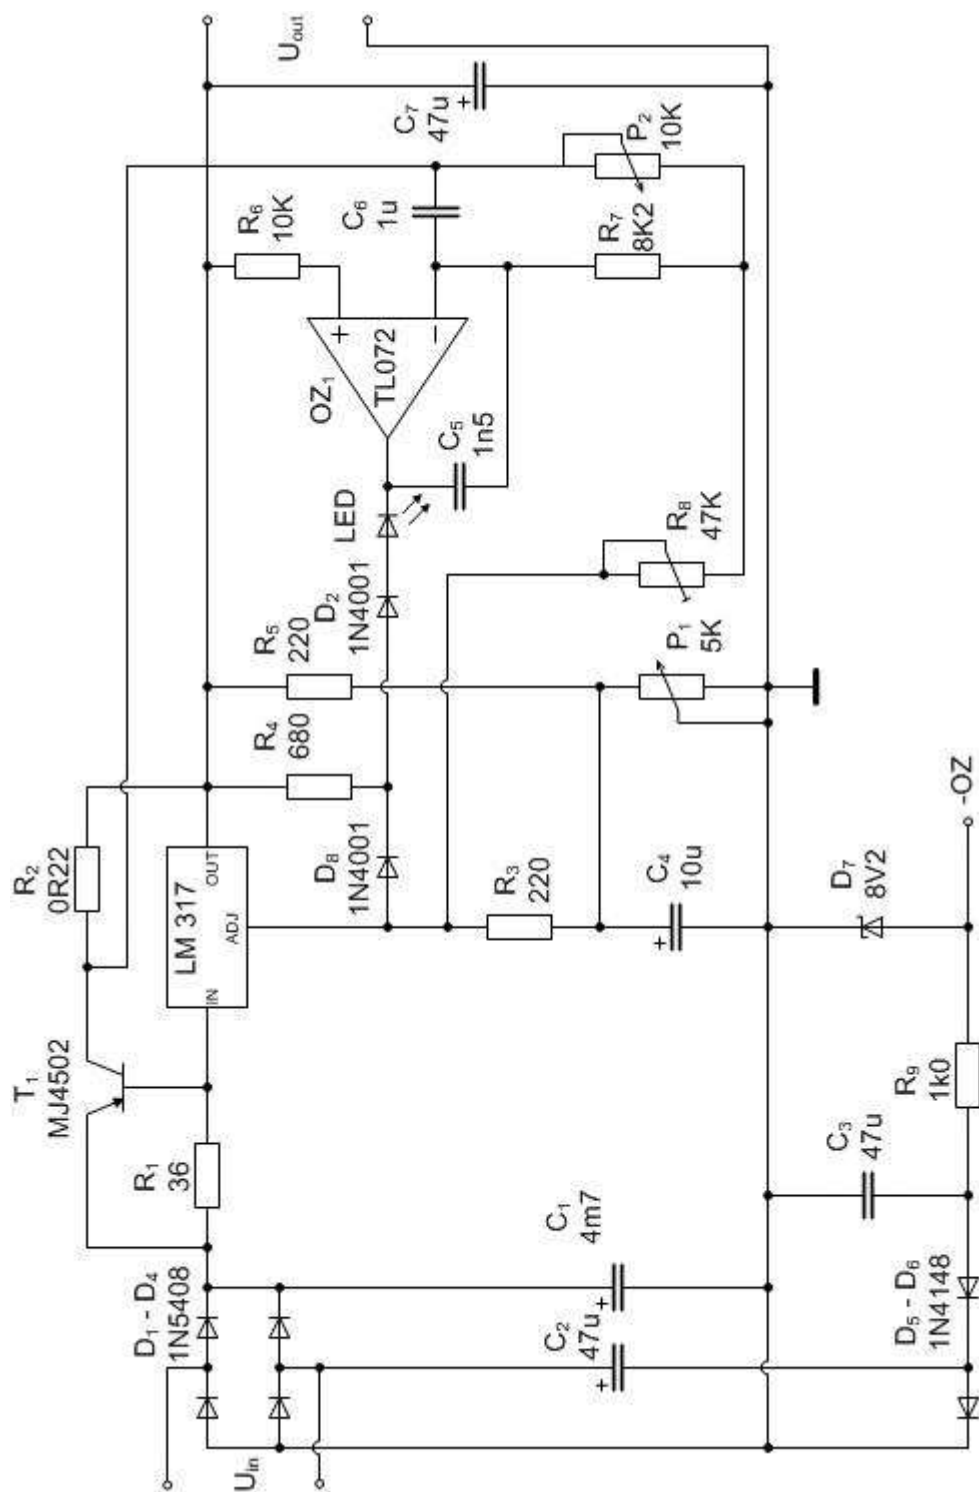 T₁
MJ4502
R₂
0R22
D₁ - D₄
1N5408
R₁
36
LM 317
IN
OUT
ADJ
D₈
1N4001
R₄
680
R₅
220
D₂
1N4001
LED
OZ₁
TL072
+
−
R₆
10K
C₆
1u
C₇
47u
+
Uout
Uin
C₅
1n5
R₃
220
C₄
10u
+
C₂
47u
+
C₁
4m7
+
P₁
5K
R₈
47K
R₇
8K2
P₂
10K
D₅ - D₆
1N4148
C₃
47u
R₉
1k0
D₇
8V2
-OZ